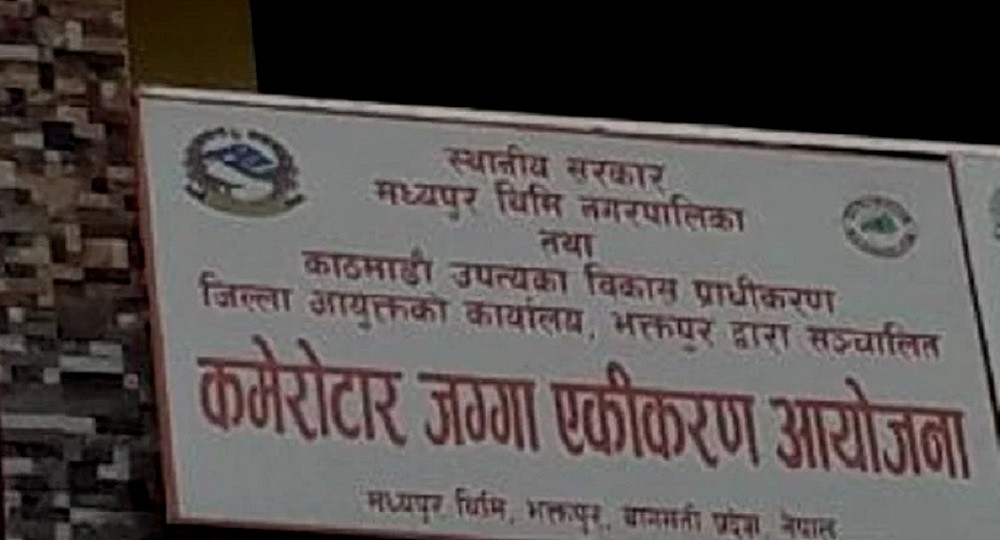 स्थानीय सरकार
मध्यपुर थिमि नगरपालिका
तथा
काठमाडौं उपत्यका विकास प्राधीकरण
जिल्ला आयुक्तको कार्यालय, भक्तपुर द्वारा सञ्चालित
कमेरोटार जग्गा एकीकरण आयोजना
मध्यपुर थिमि, भक्तपुर, बागमती प्रदेश, नेपाल